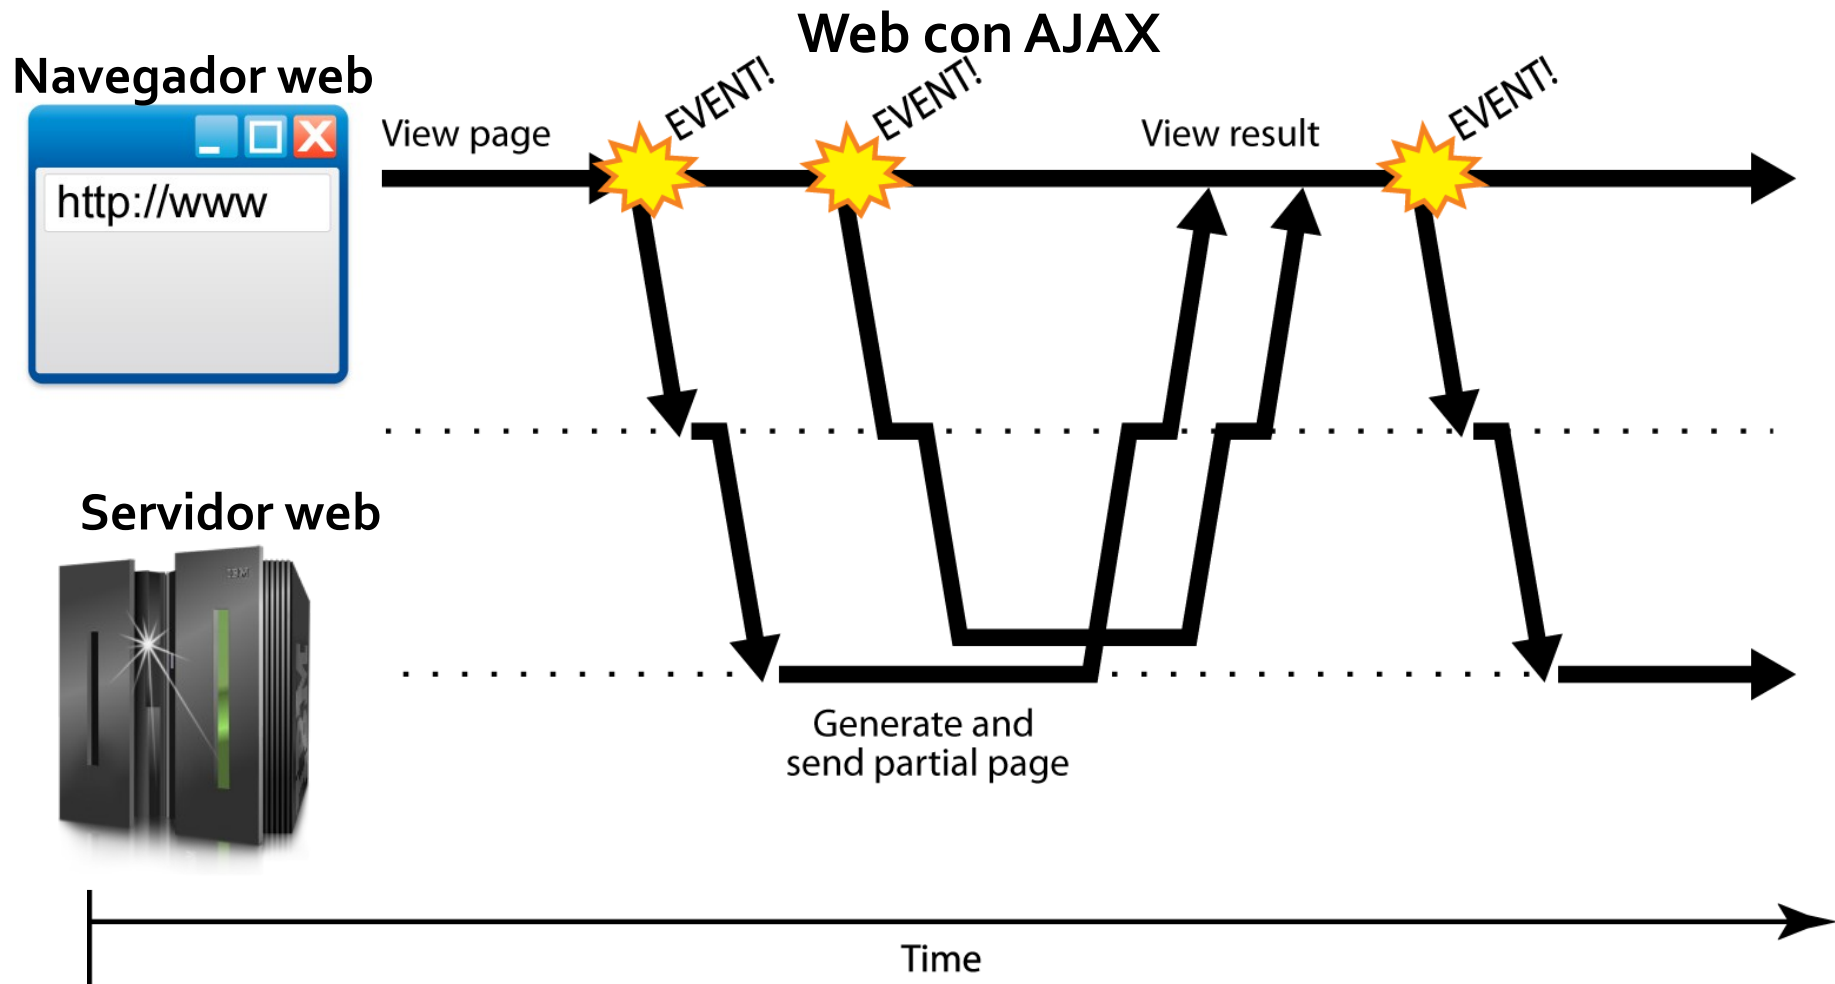 Web con AJAX
Navegador web
http://www
View page
EVENT!
EVENT!
View result
EVENT!
Servidor web
IBM
Generate and
send partial page
Time